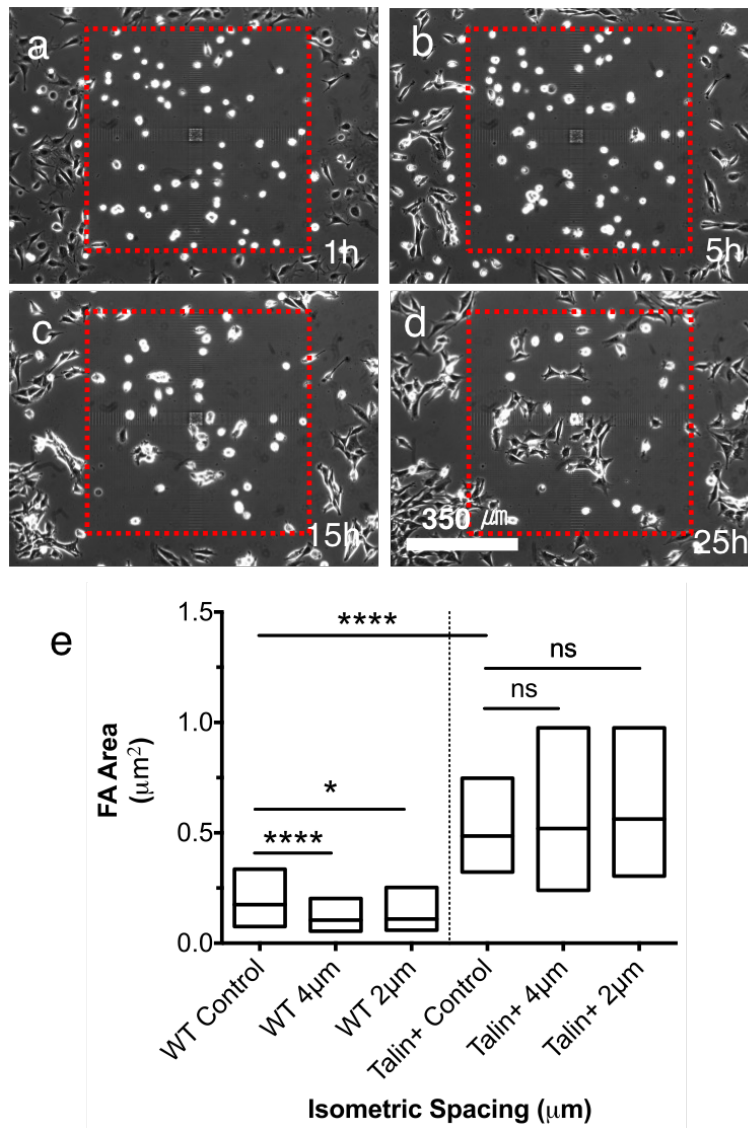 a
b
1h
5h
c
d
350 μm
15h
25h
e
1.5
1.0
0.5
0.0
FA Area
(μm²)
****
ns
ns
*
****
WT Control
WT 4μm
WT 2μm
Talin+ Control
Talin+ 4μm
Talin+ 2μm
Isometric Spacing (μm)